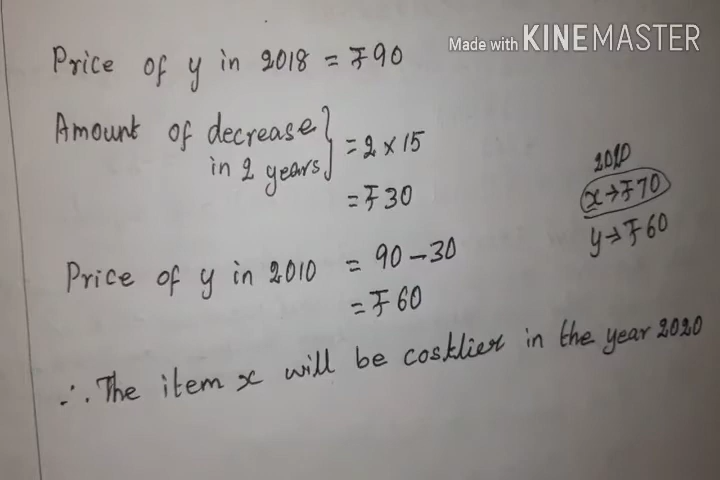 Made with KINEMASTER
Price of y in 2018 = ₹90
Amount of decrease
in 2 years } = 2 x 15
= ₹30
2020
x→₹70
y→₹60
Price of y in 2010 = 90 – 30
= ₹60
∴ The item x will be costlier in the year 2020